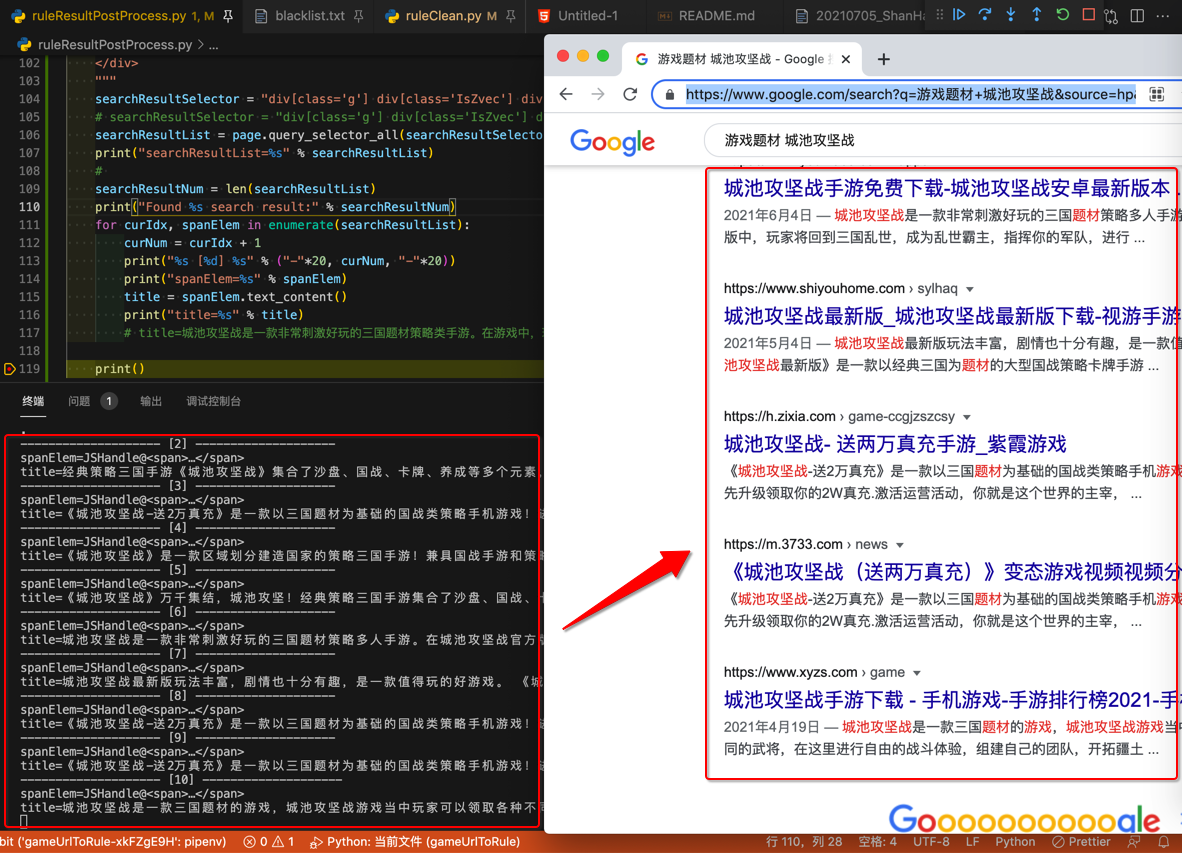 ruleResultPostProcess.py 1, M
blacklist.txt
ruleClean.py M
Untitled-1
README.md
20210705_ShanHa
ruleResultPostProcess.py > ...
102 </div>
103 """
104 searchResultSelector = "div[class='g'] div[class='IsZvec'] div
105 # searchResultSelector = "div[class='g'] div[class='IsZvec'] d
106 searchResultList = page.query_selector_all(searchResultSelecto
107 print("searchResultList=%s" % searchResultList)
108 #
109 searchResultNum = len(searchResultList)
110 print("Found %s search result:" % searchResultNum)
111 for curIdx, spanElem in enumerate(searchResultList):
112 curNum = curIdx + 1
113 print("%s [%d] %s" % ("-"*20, curNum, "-"*20))
114 print("spanElem=%s" % spanElem)
115 title = spanElem.text_content()
116 print("title=%s" % title)
117 # title=城池攻坚战是一款非常刺激好玩的三国题材策略类手游。在游戏中，
118
119 print()
终端 问题 1 输出 调试控制台
-------------------- [2] --------------------
spanElem=JSHandle@<span>…</span>
title=经典策略三国手游《城池攻坚战》集合了沙盘、国战、卡牌、养成等多个元素，
-------------------- [3] --------------------
spanElem=JSHandle@<span>…</span>
title=《城池攻坚战-送2万真充》是一款以三国题材为基础的国战类策略手机游戏！
-------------------- [4] --------------------
spanElem=JSHandle@<span>…</span>
title=《城池攻坚战》是一款区域划分建造国家的策略三国手游！兼具国战手游和策
-------------------- [5] --------------------
spanElem=JSHandle@<span>…</span>
title=《城池攻坚战》万千集结，城池攻坚！经典策略三国手游集合了沙盘、国战、
-------------------- [6] --------------------
spanElem=JSHandle@<span>…</span>
title=城池攻坚战是一款非常刺激好玩的三国题材策略多人手游。在城池攻坚战官方
-------------------- [7] --------------------
spanElem=JSHandle@<span>…</span>
title=城池攻坚战最新版玩法丰富，剧情也十分有趣，是一款值得玩的好游戏。 《城
-------------------- [8] --------------------
spanElem=JSHandle@<span>…</span>
title=《城池攻坚战-送2万真充》是一款以三国题材为基础的国战类策略手机游戏！
-------------------- [9] --------------------
spanElem=JSHandle@<span>…</span>
title=《城池攻坚战-送2万真充》是一款以三国题材为基础的国战类策略手机游戏！
-------------------- [10] --------------------
spanElem=JSHandle@<span>…</span>
title=城池攻坚战是一款三国题材的游戏，城池攻坚战游戏当中玩家可以领取各种不
游戏题材 城池攻坚战 - Google
https://www.google.com/search?q=游戏题材+城池攻坚战&source=hp
Google
游戏题材 城池攻坚战
城池攻坚战手游免费下载-城池攻坚战安卓最新版本 .
2021年6月4日 — 城池攻坚战是一款非常刺激好玩的三国题材策略多人手游
版中，玩家将回到三国乱世，成为乱世霸主，指挥你的军队，进行 ...
https://www.shiyouhome.com › sylhaq
城池攻坚战最新版_城池攻坚战最新版下载-视游手游
2021年5月4日 — 城池攻坚战最新版玩法丰富，剧情也十分有趣，是一款值
池攻坚战最新版》是一款以经典三国为题材的大型国战策略卡牌手游 ...
https://h.zixia.com › game-ccgjzszcsy
城池攻坚战- 送两万真充手游_紫霞游戏
《城池攻坚战-送2万真充》是一款以三国题材为基础的国战类策略手机游戏
先升级领取你的2W真充.激活运营活动，你就是这个世界的主宰， ...
https://m.3733.com › news
《城池攻坚战（送两万真充）》变态游戏视频视频分
《城池攻坚战-送2万真充》是一款以三国题材为基础的国战类策略手机游戏
先升级领取你的2W真充.激活运营活动，你就是这个世界的主宰， ...
https://www.xyzs.com › game
城池攻坚战手游下载 - 手机游戏-手游排行榜2021-手
2021年4月19日 — 城池攻坚战是一款三国题材的游戏，城池攻坚战游戏当
同的武将，在这里进行自由的战斗体验，组建自己的团队，开拓疆土 ...
Goooooooooogle
bit ('gameUrlToRule-xkFZgE9H': pipenv) 0 1 Python: 当前文件 (gameUrlToRule) 行 110，列 28 空格: 4 UTF-8 LF Python Prettier